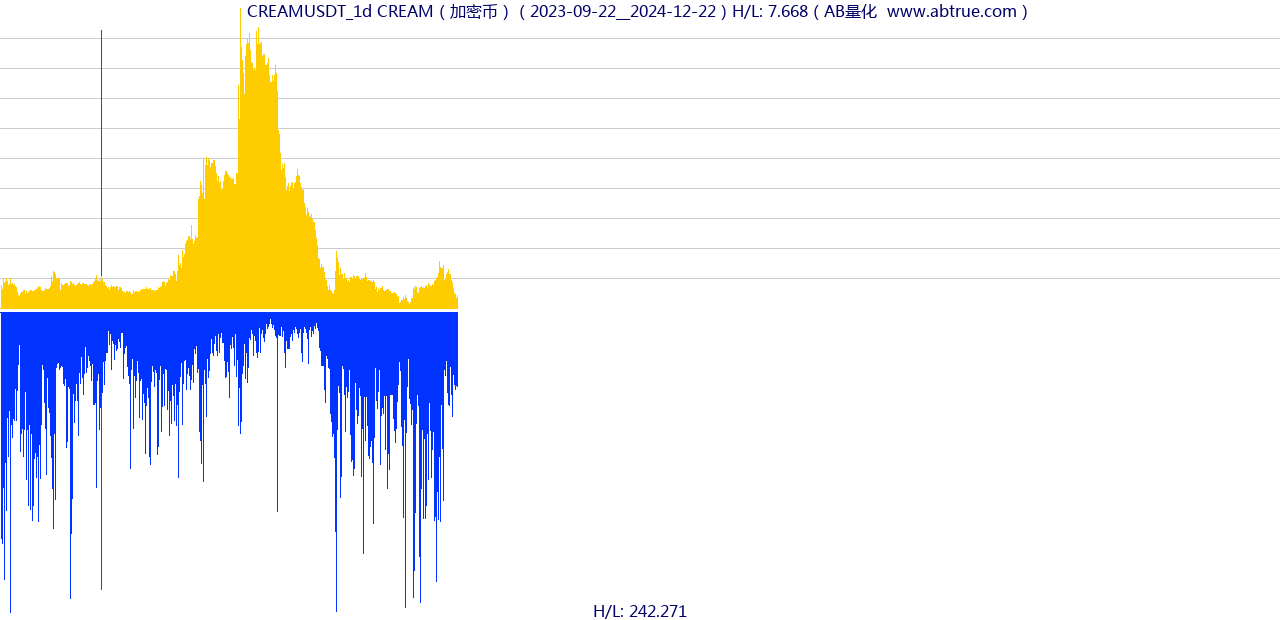 CREAMUSDT_1d CREAM（加密币）（2023-09-22__2024-12-22）H/L: 7.668（AB量化  www.abtrue.com）
H/L: 242.271